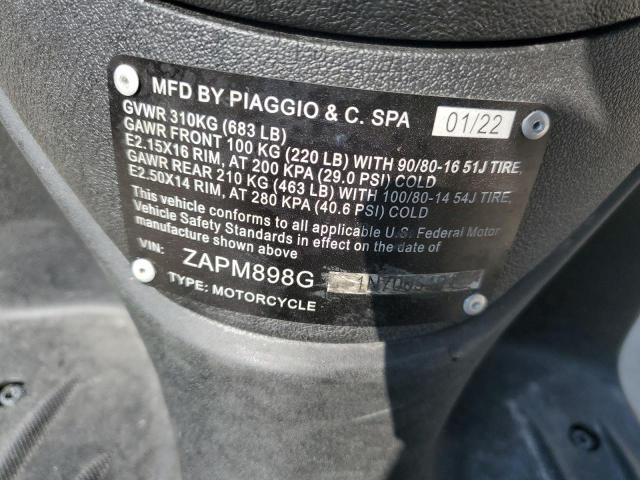 MFD BY PIAGGIO & C. SPA 01/22
GVWR 310KG (683 LB)
GAWR FRONT 100 KG (220 LB) WITH 90/80-16 51J TIRE,
E2.15X16 RIM, AT 200 KPA (29.0 PSI) COLD
GAWR REAR 210 KG (463 LB) WITH 100/80-14 54J TIRE,
E2.50X14 RIM, AT 280 KPA (40.6 PSI) COLD
This vehicle conforms to all applicable U.S. Federal Motor
Vehicle Safety Standards in effect on the date of
manufacture shown above
VIN: ZAPM898G
TYPE: MOTORCYCLE